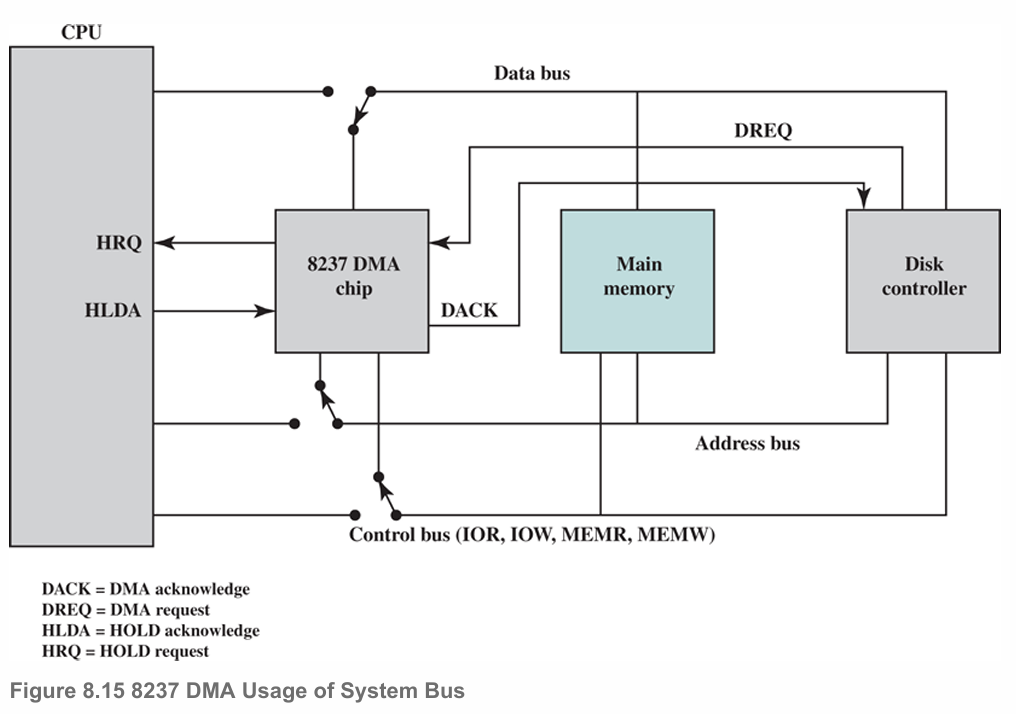 CPU
Data bus
DREQ
HRQ
8237 DMA
chip
Main
memory
Disk
controller
HLDA
DACK
Address bus
Control bus (IOR, IOW, MEMR, MEMW)
DACK = DMA acknowledge
DREQ = DMA request
HLDA = HOLD acknowledge
HRQ = HOLD request
Figure 8.15 8237 DMA Usage of System Bus